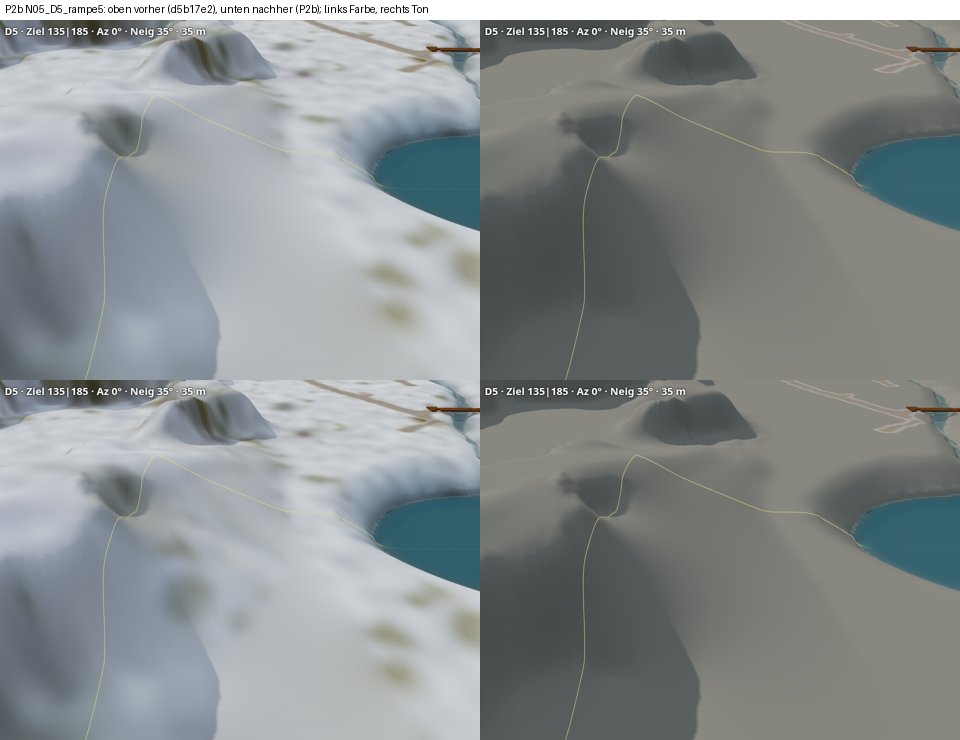 P2b N05_D5_rampe5: oben vorher (d5b17e2), unten nachher (P2b); links Farbe, rechts Ton
D5 · Ziel 135|185 · Az 0° · Neig 35° · 35 m
D5 · Ziel 135|185 · Az 0° · Neig 35° · 35 m
D5 · Ziel 135|185 · Az 0° · Neig 35° · 35 m
D5 · Ziel 135|185 · Az 0° · Neig 35° · 35 m